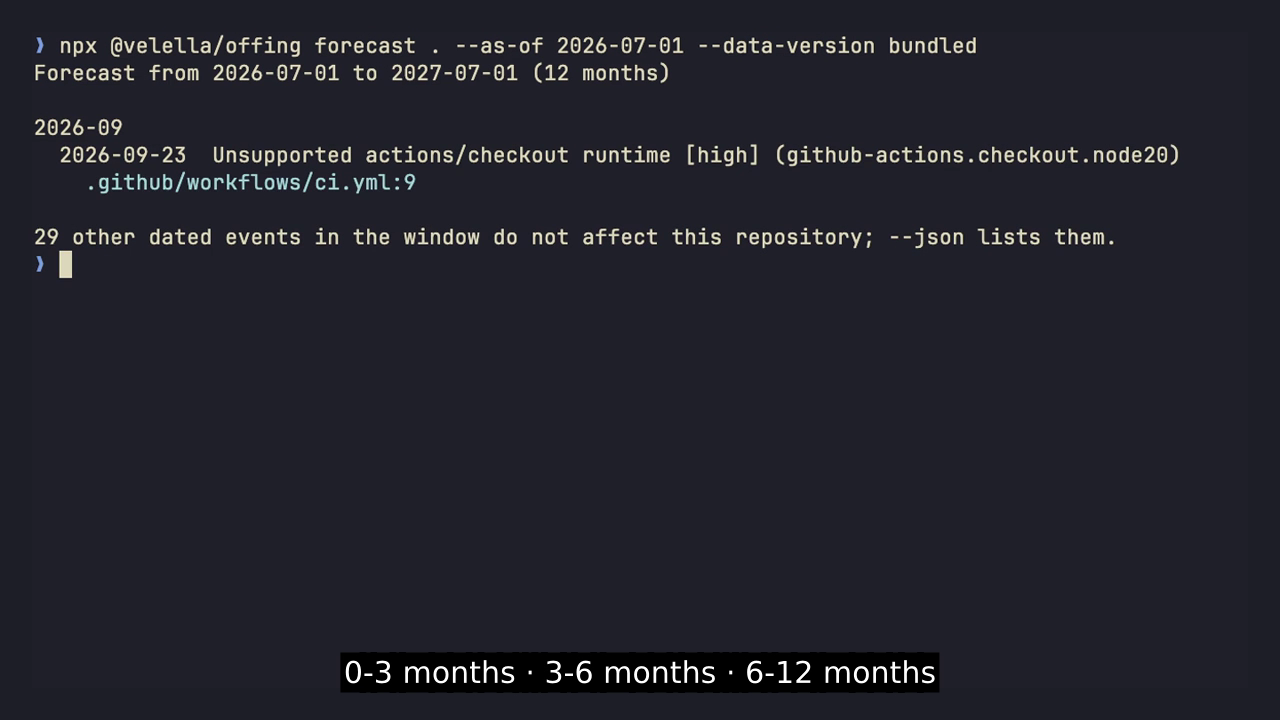 ❯ npx @velella/offing forecast . --as-of 2026-07-01 --data-version bundled
Forecast from 2026-07-01 to 2027-07-01 (12 months)
2026-09
2026-09-23  Unsupported actions/checkout runtime [high] (github-actions.checkout.node20)
.github/workflows/ci.yml:9
29 other dated events in the window do not affect this repository; --json lists them.
❯
0-3 months · 3-6 months · 6-12 months